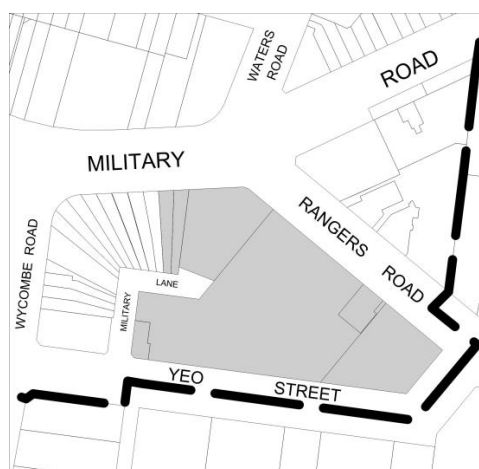 WATERS
ROAD
ROAD
MILITARY
RANGERS
ROAD
WYCOMBE ROAD
LANE
MILITARY
YEO
STREET